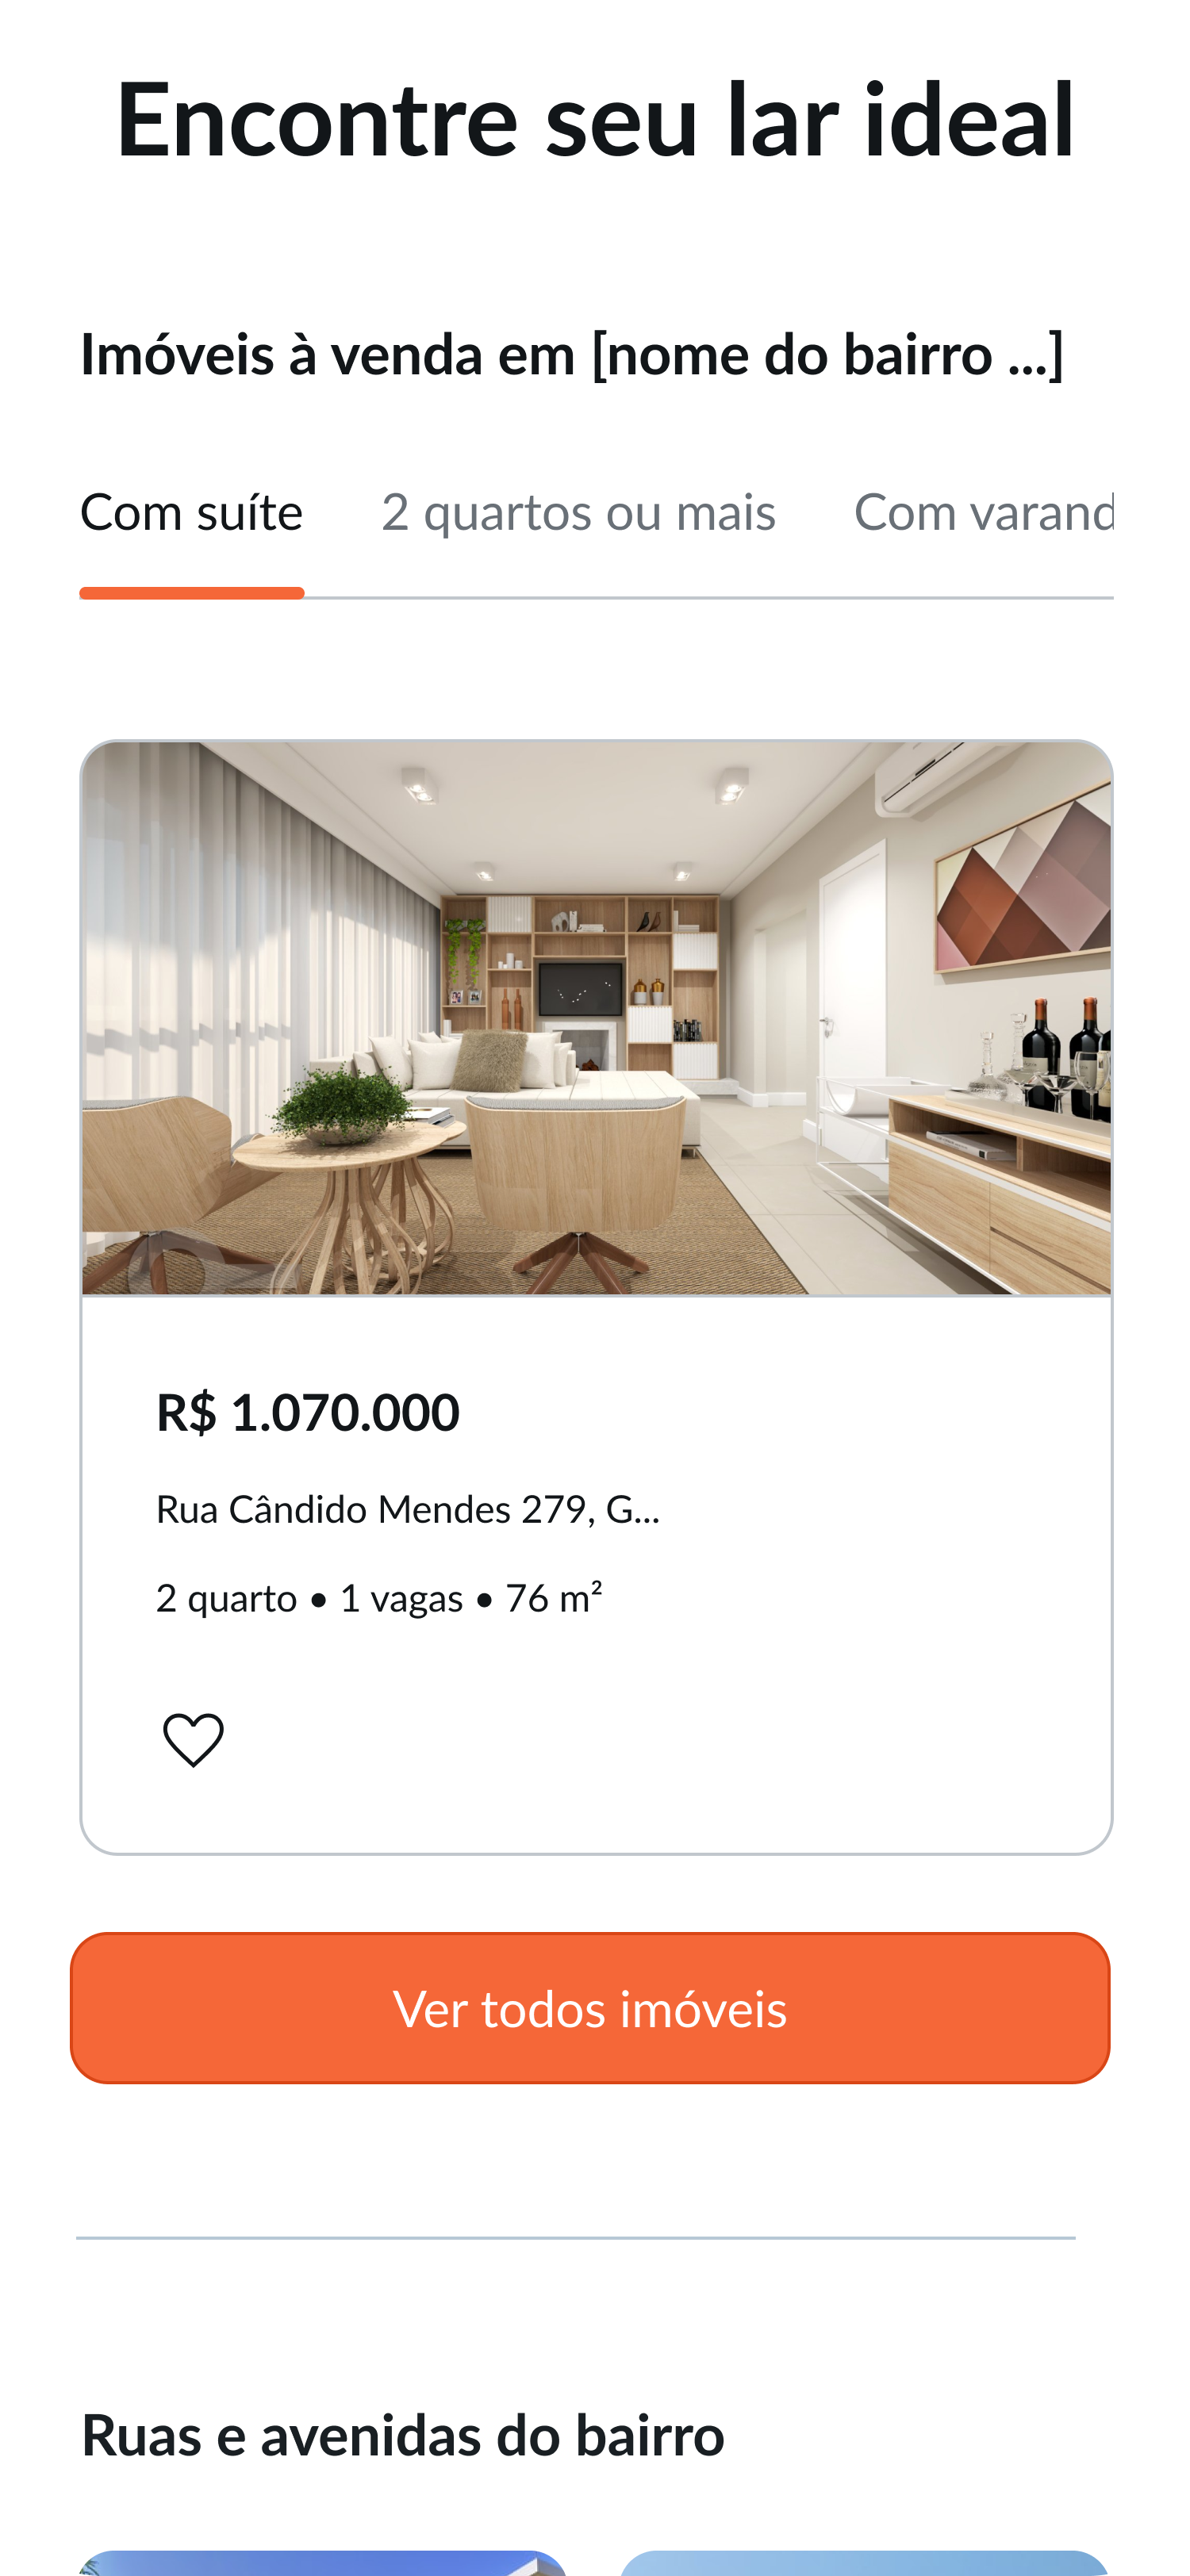 Encontre seu lar ideal
Imóveis à venda em [nome do bairro ...]
Com suíte 2 quartos ou mais Com varand
R$ 1.070.000
Rua Cândido Mendes 279, G...
2 quarto • 1 vagas • 76 m²
Ver todos imóveis
Ruas e avenidas do bairro